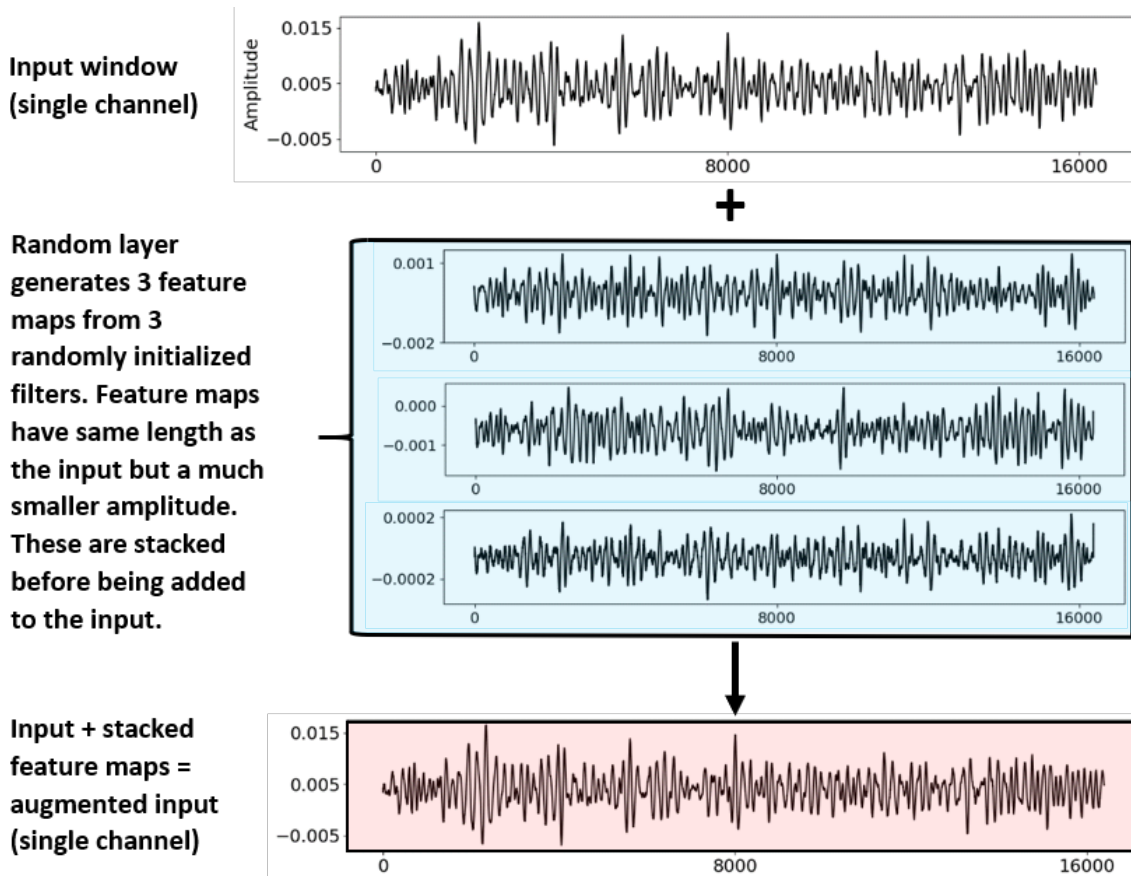 Input window
(single channel)
Amplitude
0.015
0.005
−0.005
0 8000 16000
+
Random layer
generates 3 feature
maps from 3
randomly initialized
filters. Feature maps
have same length as
the input but a much
smaller amplitude.
These are stacked
before being added
to the input.
0.001
−0.002
0 8000 16000
0.000
−0.001
0 8000 16000
0.0002
−0.0002
0 8000 16000
Input + stacked
feature maps =
augmented input
(single channel)
0.015
0.005
−0.005
0 8000 16000